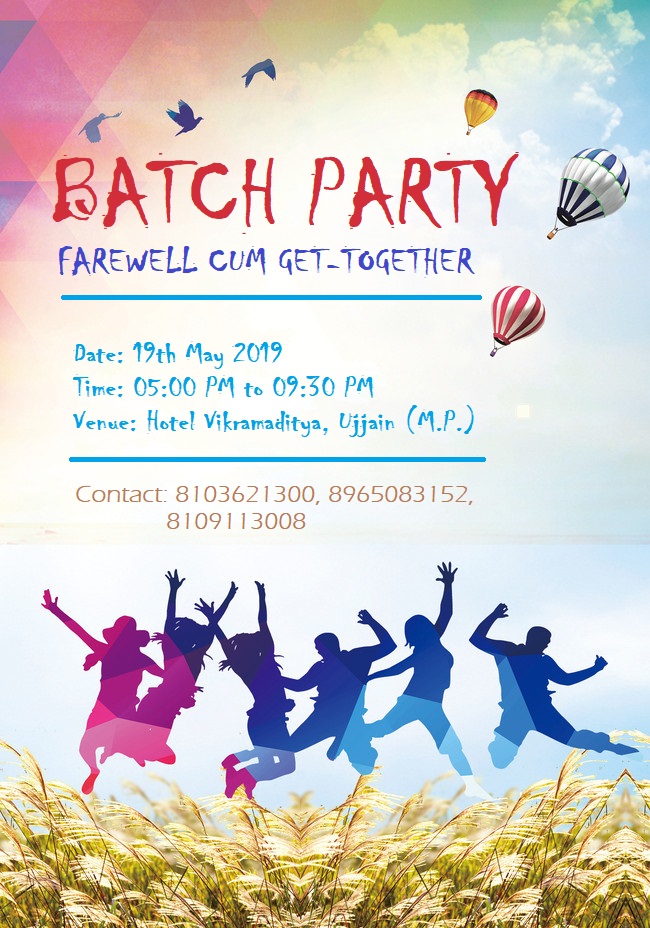 BATCH PARTY
FAREWELL CUM GET-TOGETHER
Date: 19th May 2019
Time: 05:00 PM to 09:30 PM
Venue: Hotel Vikramaditya, Ujjain (M.P.)
Contact: 8103621300, 8965083152,
8109113008